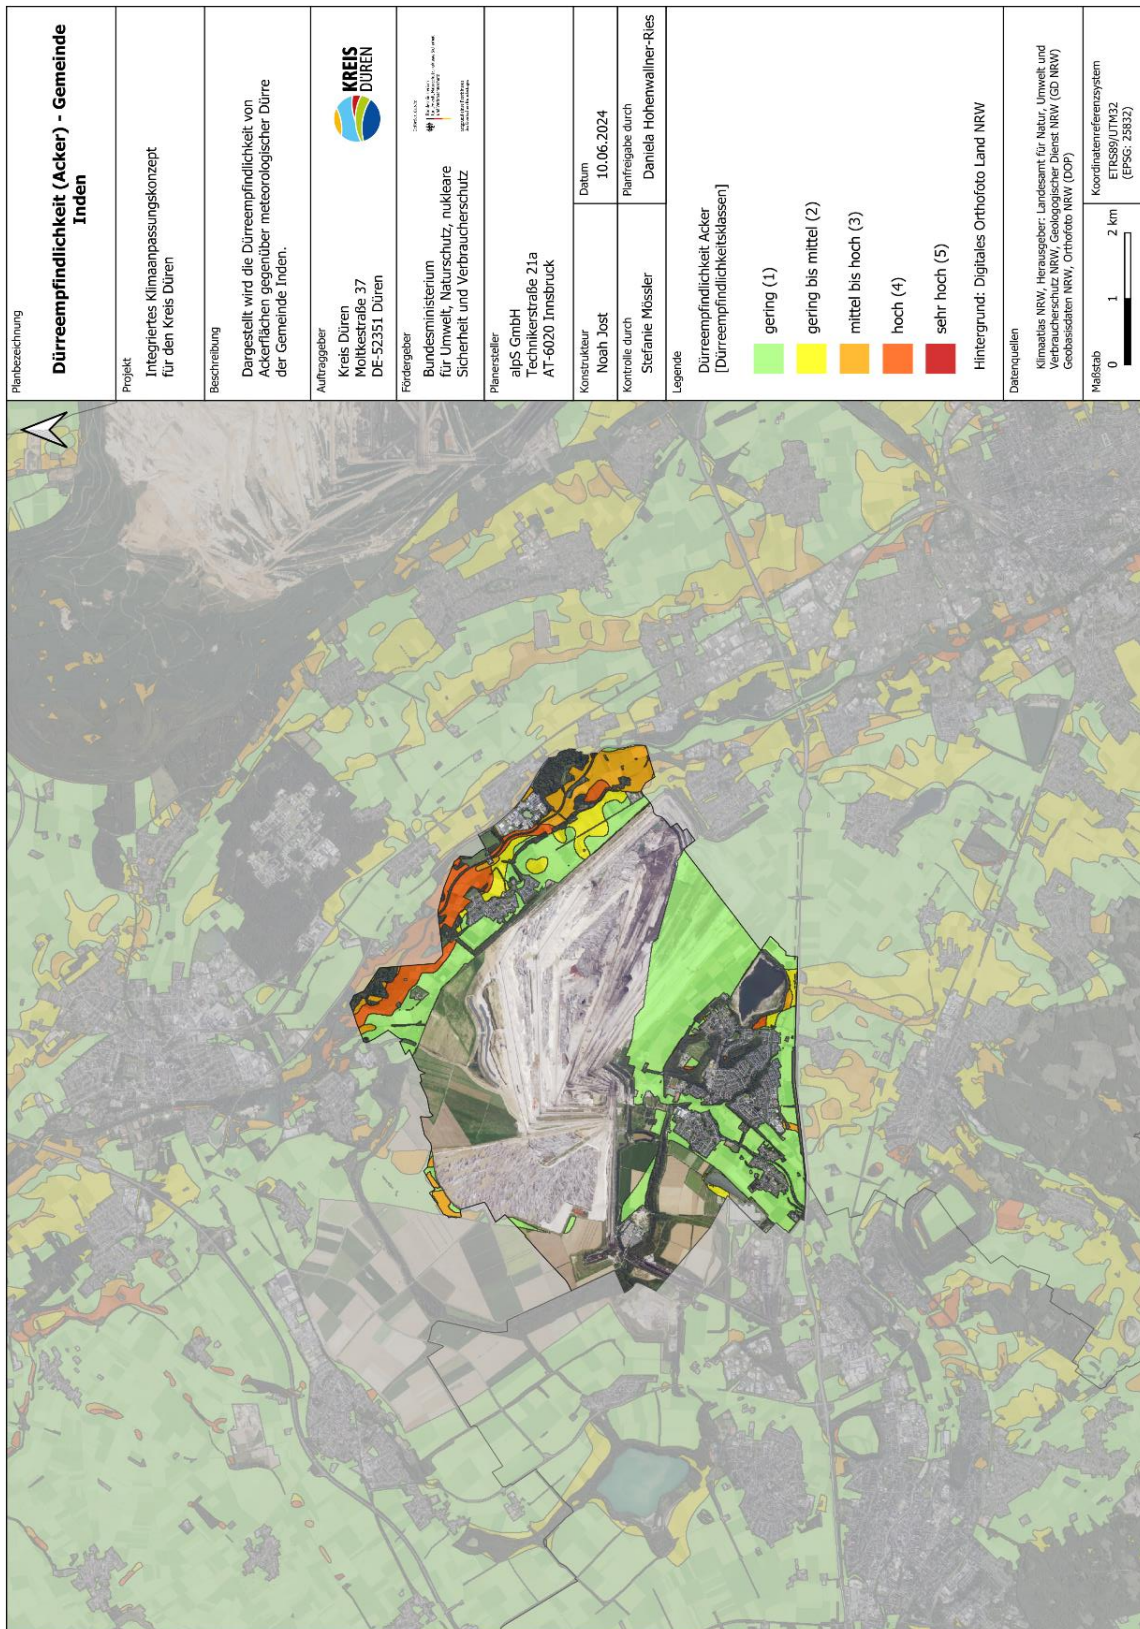 Planbezeichnung
Dürreempfindlichkeit (Acker) - Gemeinde
Inden
Projekt
Integriertes Klimaanpassungskonzept
für den Kreis Düren
Beschreibung
Dargestellt wird die Dürreempfindlichkeit von
Ackerflächen gegenüber meteorologischer Dürre
der Gemeinde Inden.
Auftraggeber
Kreis Düren
Moltkestraße 37
DE-52351 Düren
KREIS
DÜREN
Fördergeber
Bundesministerium
für Umwelt, Naturschutz, nukleare
Sicherheit und Verbraucherschutz
Planersteller
alpS GmbH
Technikerstraße 21a
AT-6020 Innsbruck
Konstrukteur
Noah Jost
Datum
10.06.2024
Kontrolle durch
Stefanie Mössler
Planfreigabe durch
Daniela Hohenwallner-Ries
Legende
Dürreempfindlichkeit Acker
[Dürreempfindlichkeitsklassen]
gering (1)
gering bis mittel (2)
mittel bis hoch (3)
hoch (4)
sehr hoch (5)
Hintergrund: Digitales Orthofoto Land NRW
Datenquellen
Klimaatlas NRW, Herausgeber: Landesamt für Natur, Umwelt und
Verbraucherschutz NRW, Geologogischer Dienst NRW (GD NRW)
Geobasisdaten NRW, Orthofoto NRW (DOP)
Maßstab
0 1 2 km
Koordinatenreferenzsystem
ETRS89/UTM32
(EPSG: 25832)